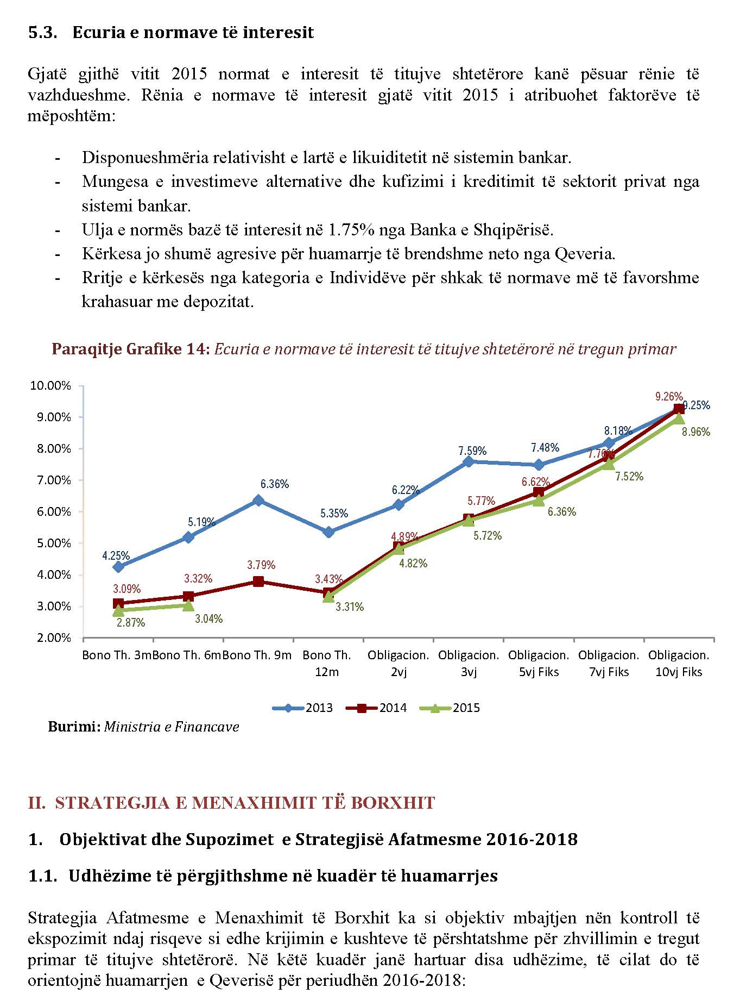 5.3. Ecuria e normave të interesit
Gjatë gjithë vitit 2015 normat e interesit të titujve shtetërore kanë pësuar rënie të
vazhdueshme. Rënia e normave të interesit gjatë vitit 2015 i atribuohet faktorëve të
mëposhtëm:
- Disponueshmëria relativisht e lartë e likuiditetit në sistemin bankar.
- Mungesa e investimeve alternative dhe kufizimi i kreditimit të sektorit privat nga
sistemi bankar.
- Ulja e normës bazë të interesit në 1.75% nga Banka e Shqipërisë.
- Kërkesa jo shumë agresive për huamarrje të brendshme neto nga Qeveria.
- Rritje e kërkesës nga kategoria e Individëve për shkak të normave më të favorshme
krahasuar me depozitat.
Paraqitje Grafike 14: Ecuria e normave të interesit të titujve shtetërorë në tregun primar
10.00%
9.00%
8.00%
7.00%
6.00%
5.00%
4.00%
3.00%
2.00%
4.25%
5.19%
6.36%
5.35%
6.22%
7.59%
7.48%
8.18%
9.25%
3.09%
3.32%
3.79%
3.43%
4.89%
5.77%
6.62%
7.76%
9.26%
2.87%
3.04%
3.31%
4.82%
5.72%
6.36%
7.52%
8.96%
Bono Th. 3m Bono Th. 6m Bono Th. 9m Bono Th. Obligacion. Obligacion. Obligacion. Obligacion. Obligacion.
12m 2vj 3vj 5vj Fiks 7vj Fiks 10vj Fiks
2013 2014 2015
Burimi: Ministria e Financave
II. STRATEGJIA E MENAXHIMIT TË BORXHIT
1. Objektivat dhe Supozimet e Strategjisë Afatmesme 2016-2018
1.1. Udhëzime të përgjithshme në kuadër të huamarrjes
Strategjia Afatmesme e Menaxhimit të Borxhit ka si objektiv mbajtjen nën kontroll të
ekspozimit ndaj risqeve si edhe krijimin e kushteve të përshtatshme për zhvillimin e tregut
primar të titujve shtetërorë. Në këtë kuadër janë hartuar disa udhëzime, të cilat do të
orientojnë huamarrjen e Qeverisë për periudhën 2016-2018: